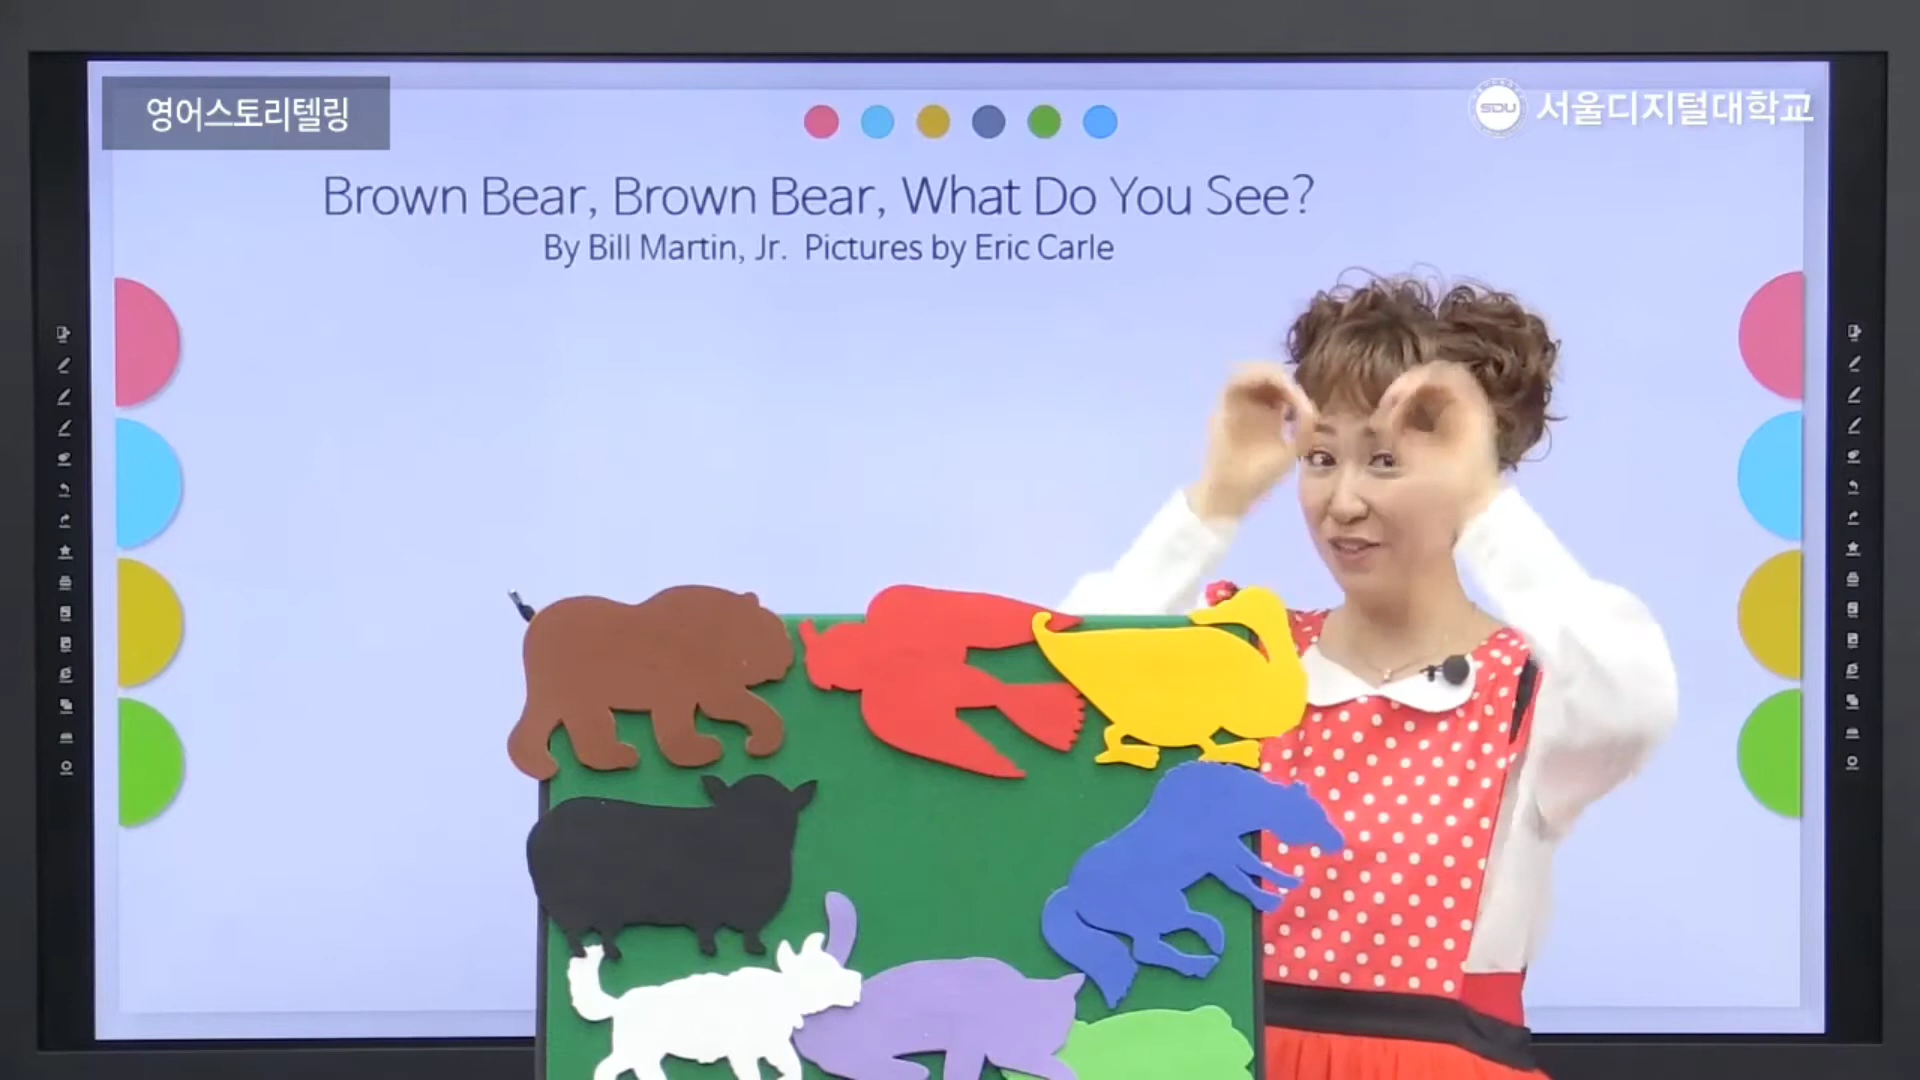 영어스토리텔링
SDU 서울디지털대학교
Brown Bear, Brown Bear, What Do You See?
By Bill Martin, Jr. Pictures by Eric Carle